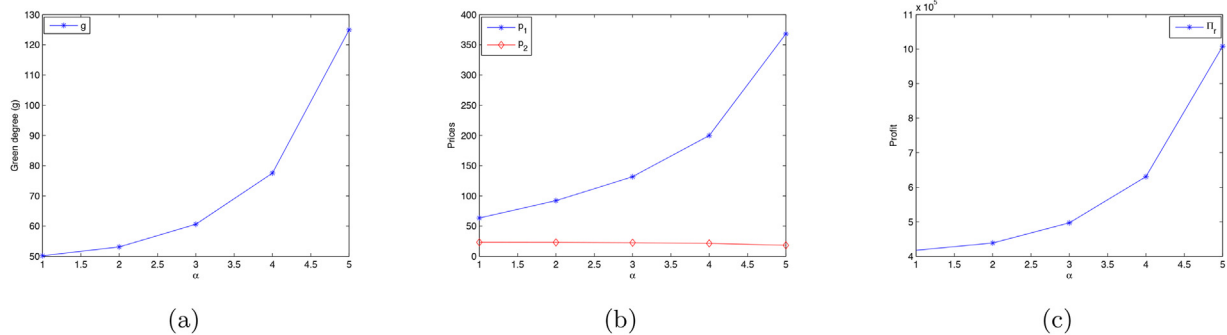 g
130
120
110
100
90
80
70
60
50
Green degree (g)
1 1.5 2 2.5 3 3.5 4 4.5 5
α
(a)
p1
p2
400
350
300
250
200
150
100
50
0
Prices
1 1.5 2 2.5 3 3.5 4 4.5 5
α
(b)
x 10^5
Πr
11
10
9
8
7
6
5
4
Profit
1 1.5 2 2.5 3 3.5 4 4.5 5
α
(c)